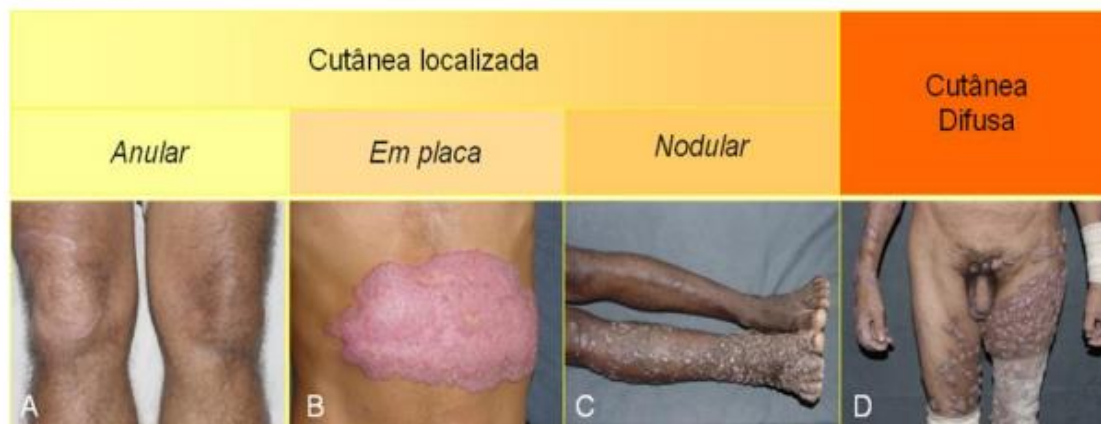 Cutânea localizada
Cutânea
Difusa
Anular
Em placa
Nodular
A
B
C
D